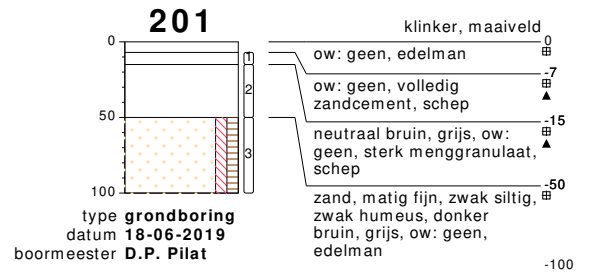 201
klinker, maaiveld
0
0
1
ow: geen, edelman
-7
2
ow: geen, volledig
zandcement, schep
-15
50
neutraal bruin, grijs, ow:
geen, sterk menggranulaat,
schep
3
-50
100
zand, matig fijn, zwak siltig,
zwak humeus, donker
bruin, grijs, ow: geen,
edelman
-100
type grondboring
datum 18-06-2019
boormeester D.P. Pilat